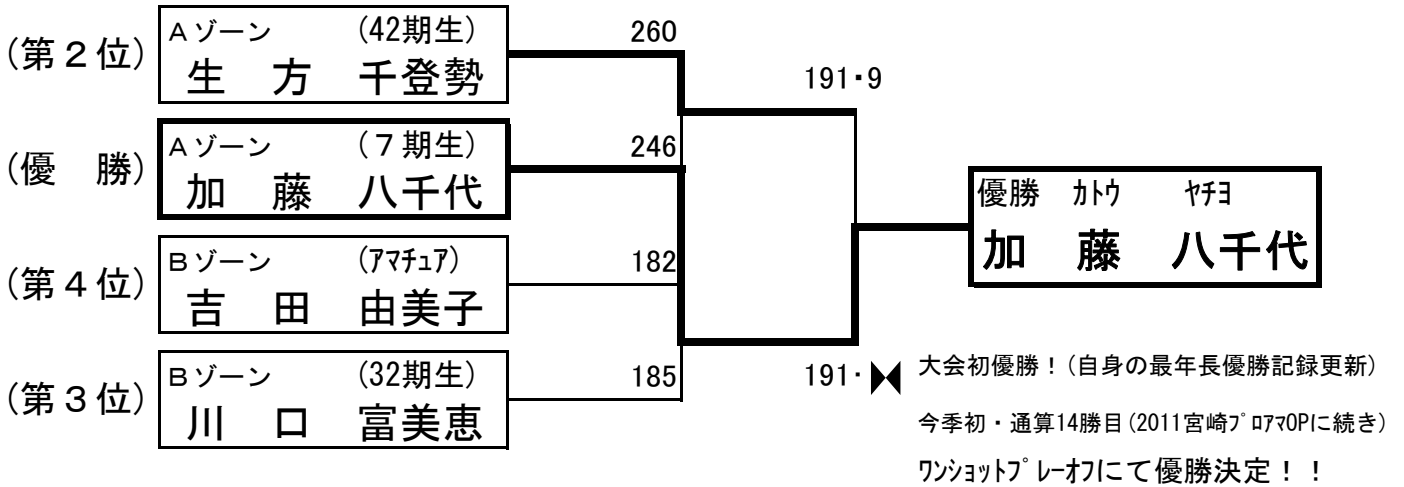 (第２位)
Ａゾーン (42期生)
生 方 千登勢
260
(優 勝)
Ａゾーン (７期生)
加 藤 八千代
246
(第４位)
Ｂゾーン (ｱﾏﾁｭｱ)
吉 田 由美子
182
(第３位)
Ｂゾーン (32期生)
川 口 富美恵
185
191･9
191･
優勝 ｶﾄｳ ﾔﾁﾖ
加 藤 八千代
大会初優勝！(自身の最年長優勝記録更新)
今季初・通算14勝目(2011宮崎ﾌﾟﾛｱﾏOPに続き)
ﾜﾝｼｮｯﾄﾌﾟﾚｰｵﾌにて優勝決定！！